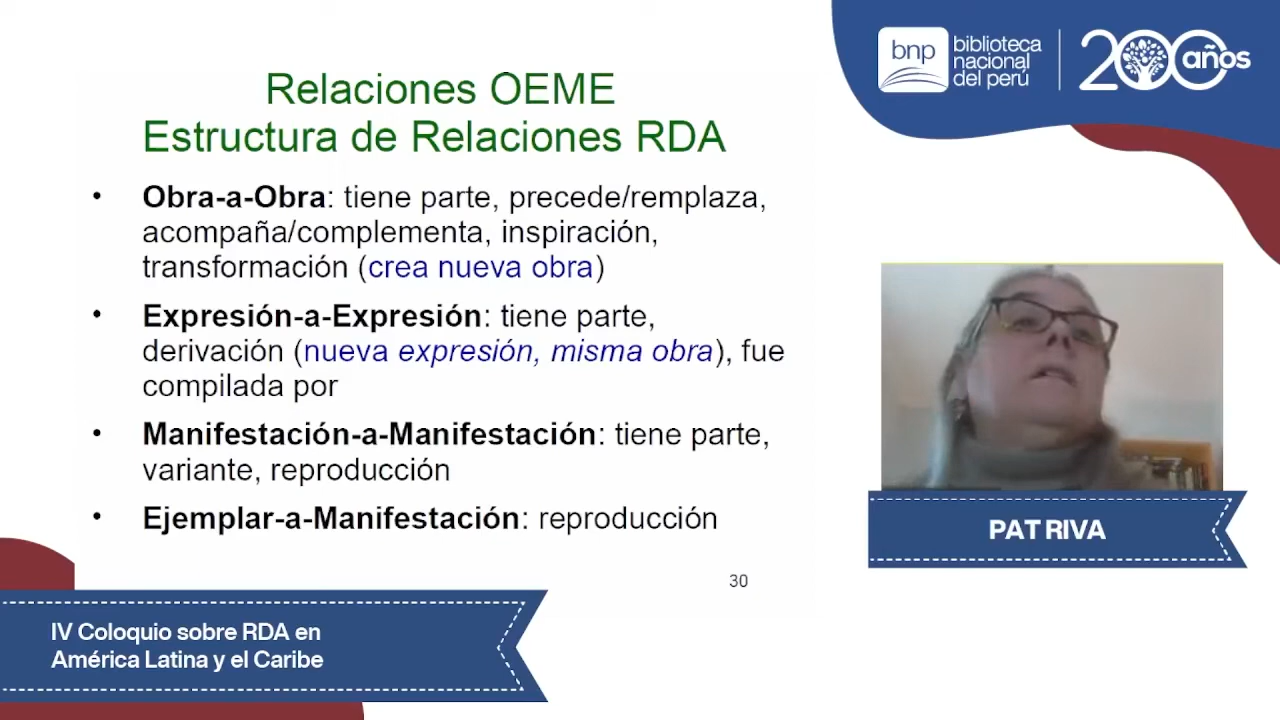 Relaciones OEME
Estructura de Relaciones RDA
• Obra-a-Obra: tiene parte, precede/remplaza,
acompaña/complementa, inspiración,
transformación (crea nueva obra)
• Expresión-a-Expresión: tiene parte,
derivación (nueva expresión, misma obra), fue
compilada por
• Manifestación-a-Manifestación: tiene parte,
variante, reproducción
• Ejemplar-a-Manifestación: reproducción
30
bnp
biblioteca
nacional
del perú
200 años
PAT RIVA
IV Coloquio sobre RDA en
América Latina y el Caribe